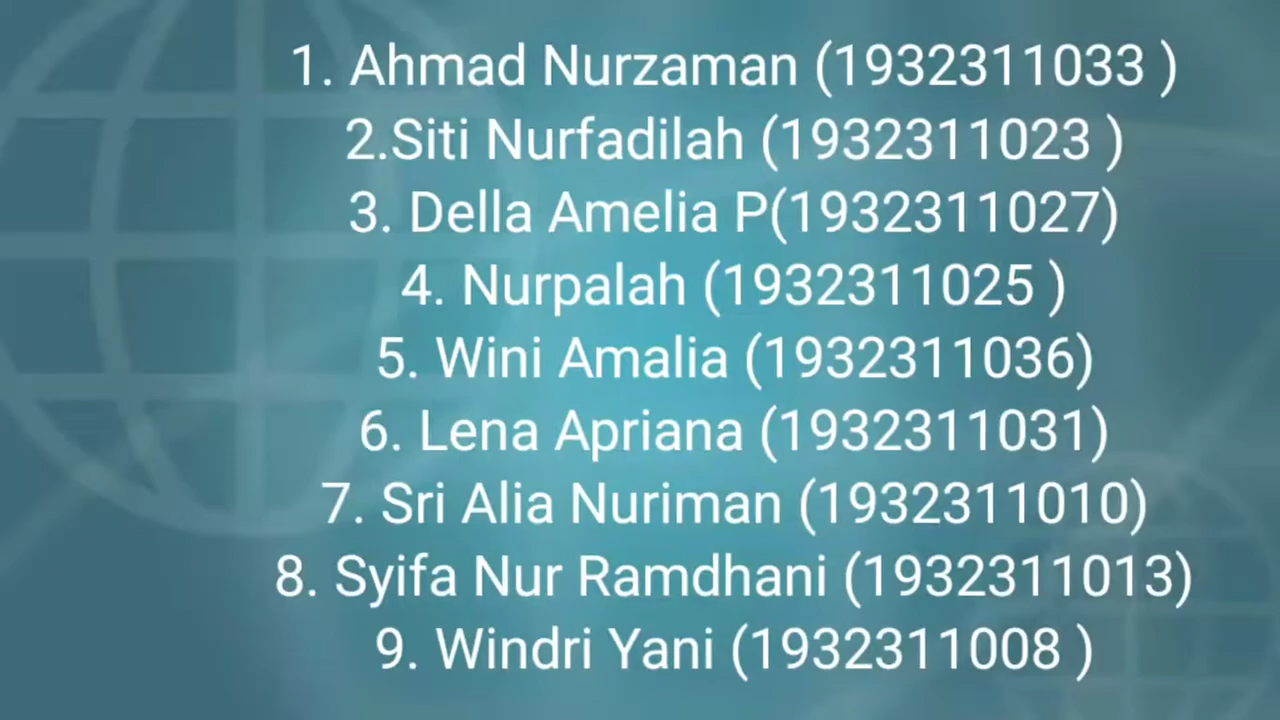 1. Ahmad Nurzaman (1932311033 )
2.Siti Nurfadilah (1932311023 )
3. Della Amelia P(1932311027)
4. Nurpalah (1932311025 )
5. Wini Amalia (1932311036)
6. Lena Apriana (1932311031)
7. Sri Alia Nuriman (1932311010)
8. Syifa Nur Ramdhani (1932311013)
9. Windri Yani (1932311008 )